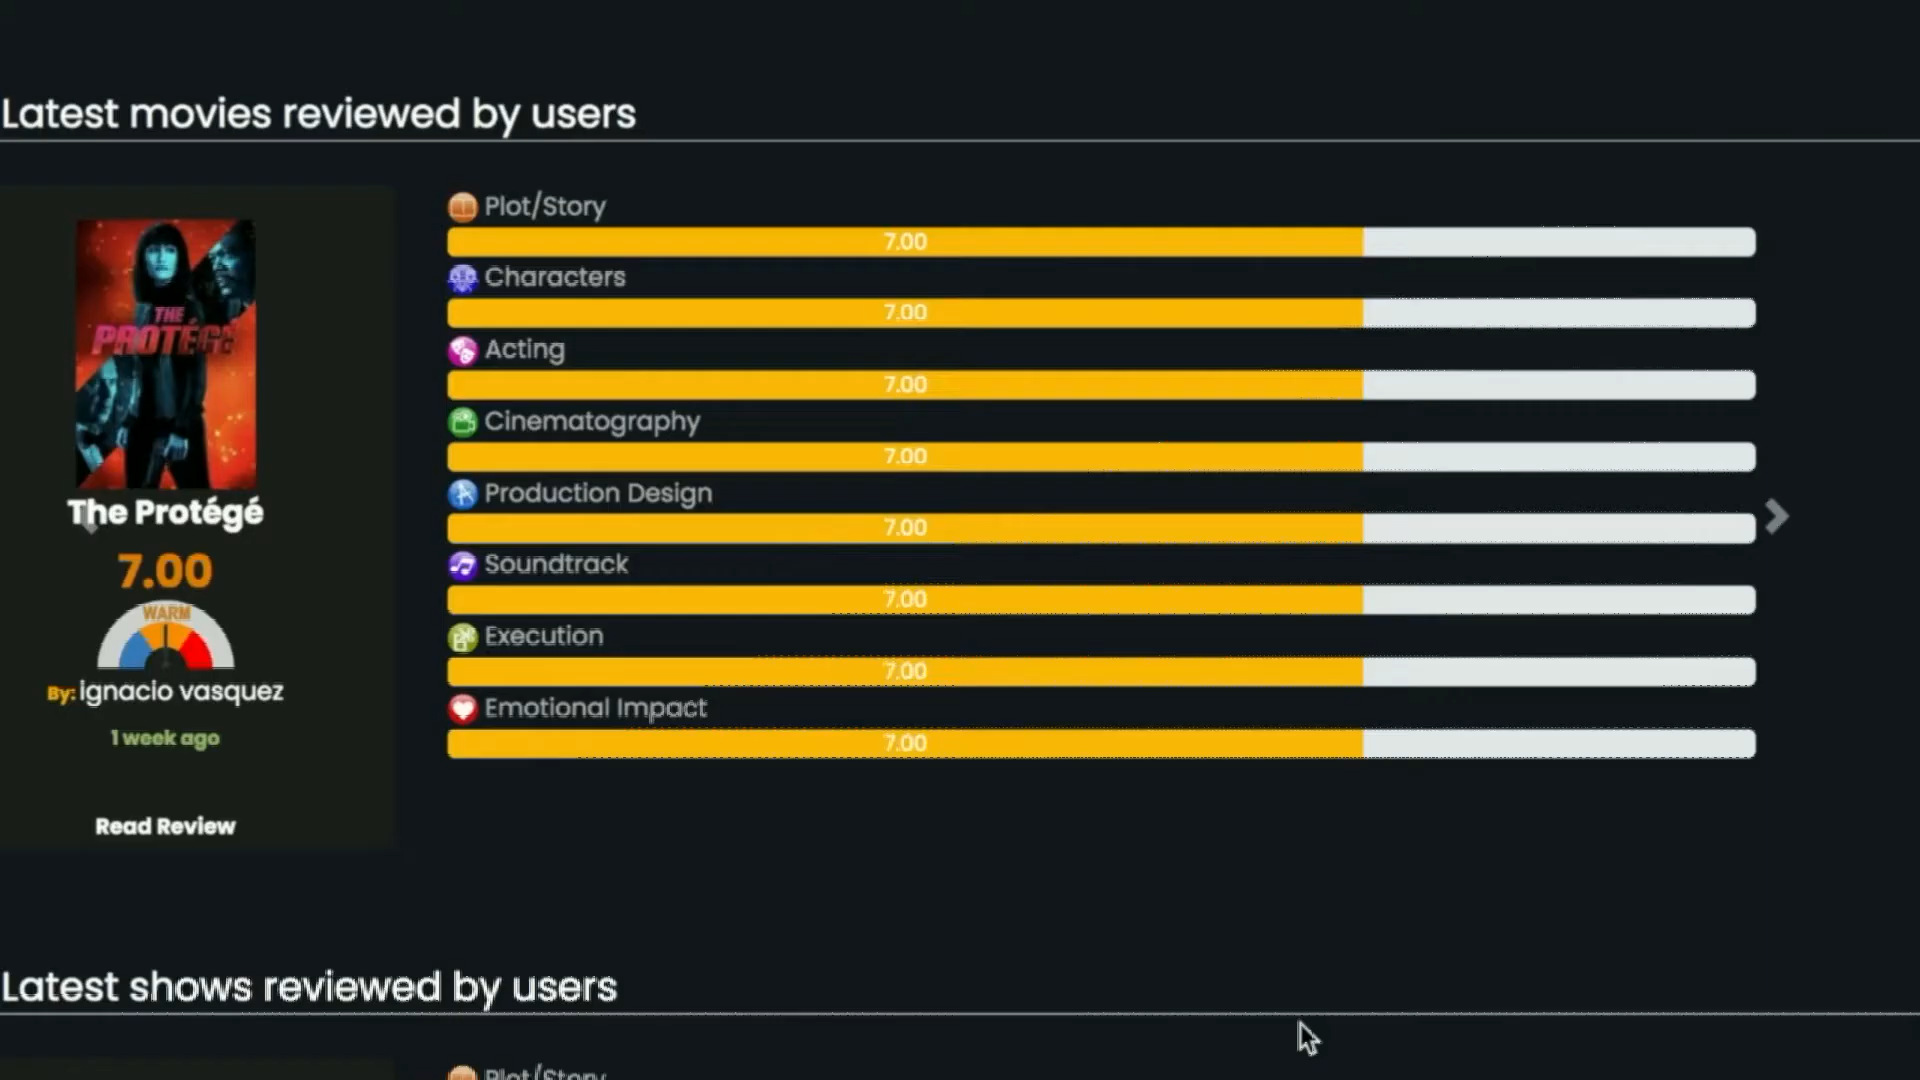 Latest movies reviewed by users
THE
PROTÉGÉ
The Protégé
7.00
WARM
By: ignacio vasquez
1 week ago
Read Review
Plot/Story
7.00
Characters
7.00
Acting
7.00
Cinematography
7.00
Production Design
7.00
Soundtrack
7.00
Execution
7.00
Emotional Impact
7.00
Latest shows reviewed by users
Plot/Story